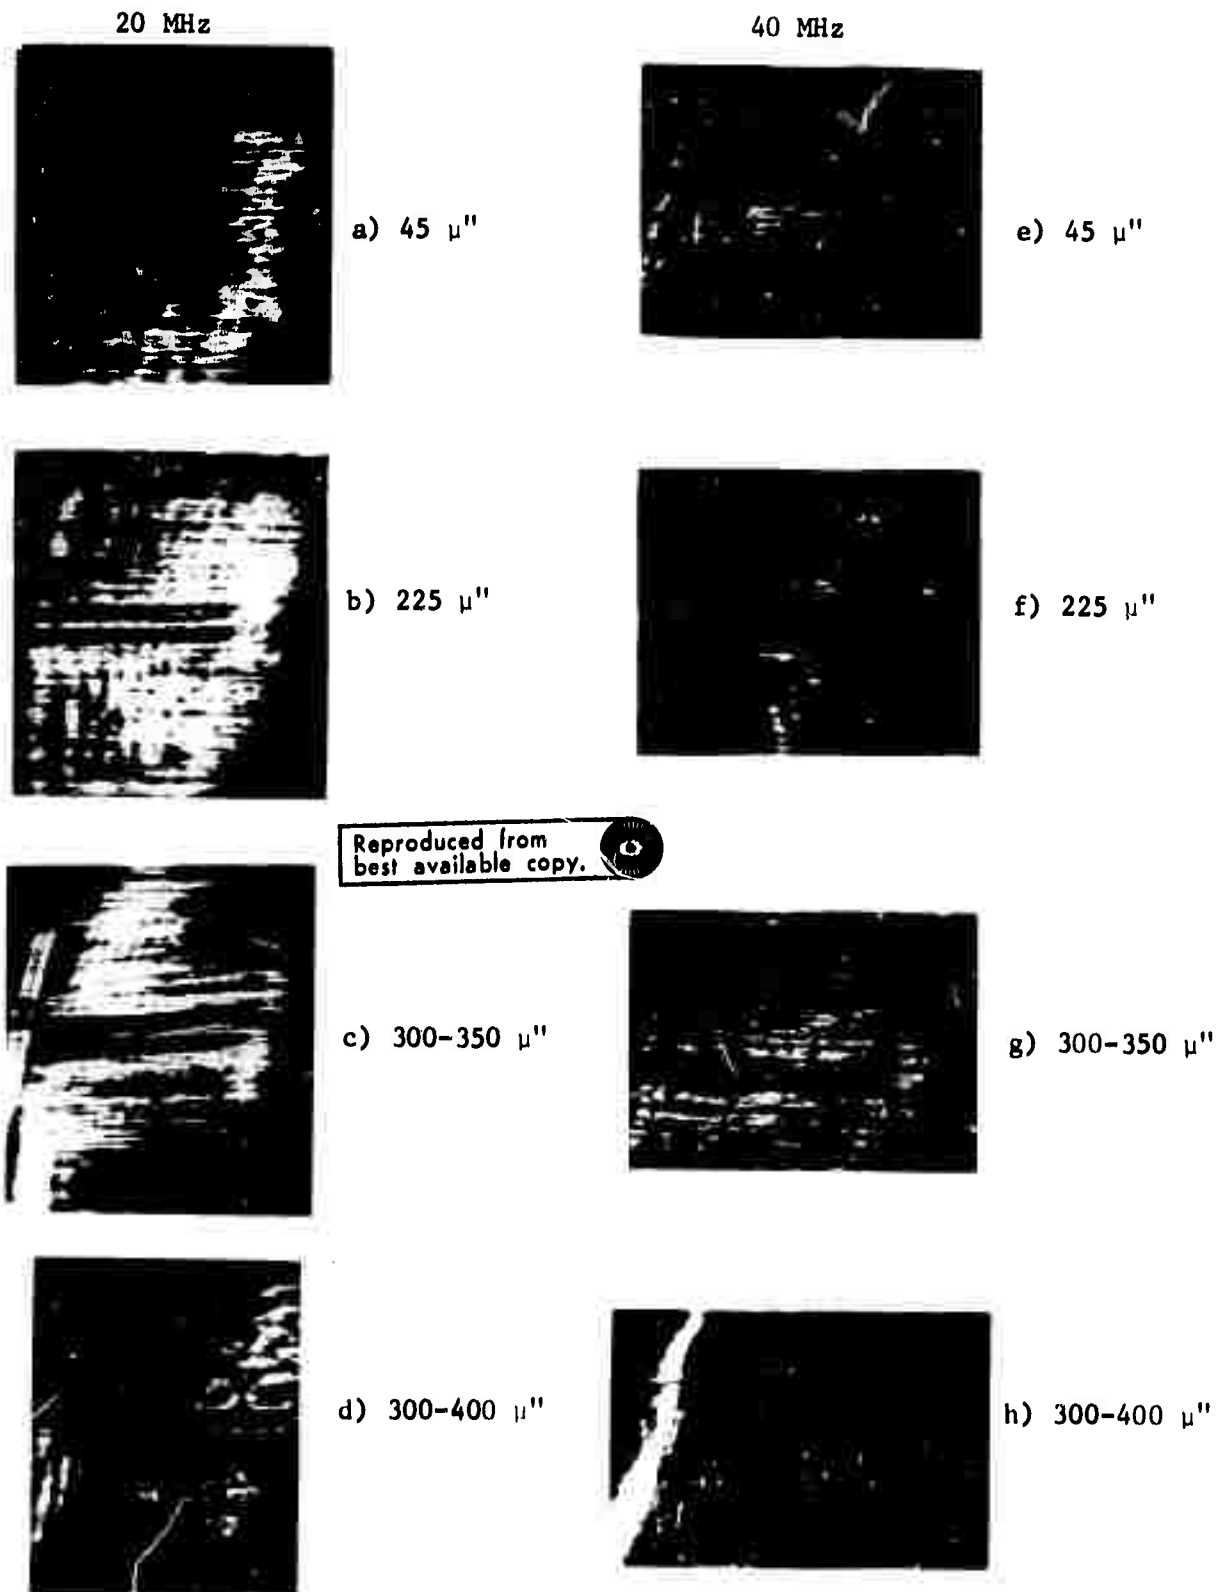 20 MHz
40 MHz
a) 45 μ"
e) 45 μ"
b) 225 μ"
f) 225 μ"
Reproduced from
best available copy.
c) 300-350 μ"
g) 300-350 μ"
d) 300-400 μ"
h) 300-400 μ"